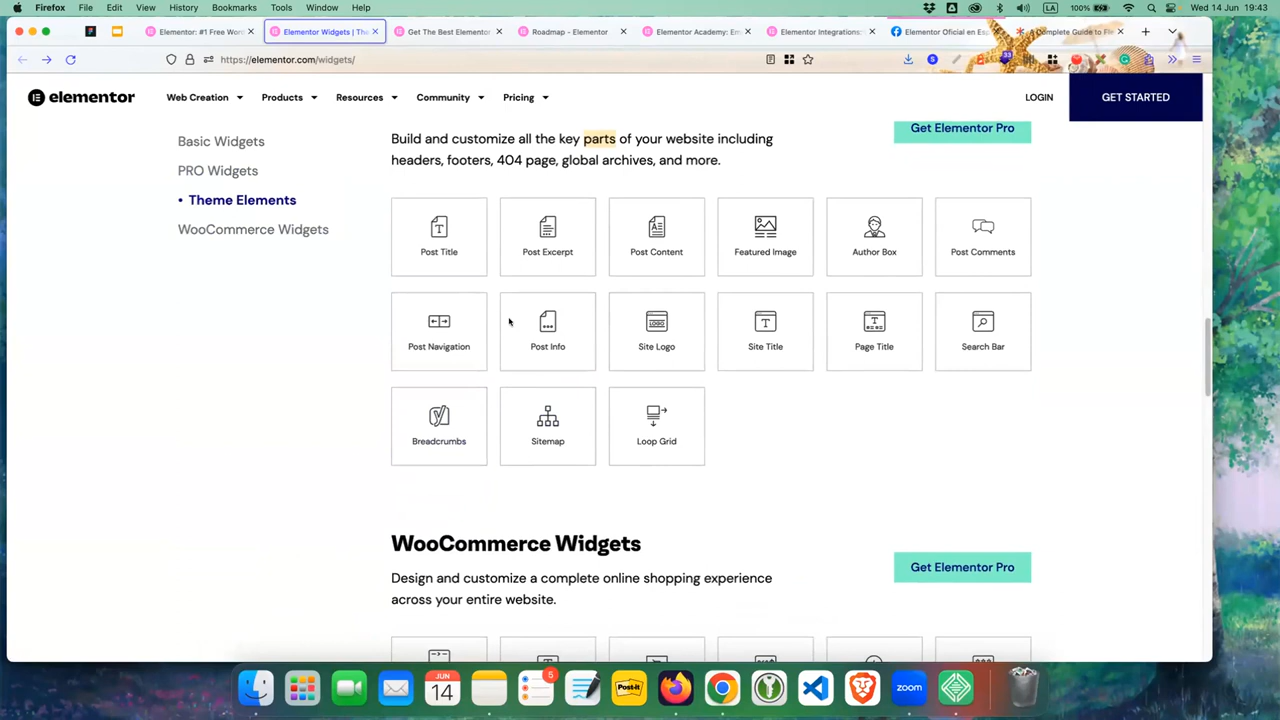 Firefox File Edit View History Bookmarks Tools Window Help
LA 100% Wed 14 Jun 19:43
Elementor: #1 Free Wor
Elementor Widgets | The
Get The Best Elementor
Roadmap - Elementor
Elementor Academy: Em
Elementor Integrations:
Elementor Oficial en Esp
A Complete Guide to Fle
https://elementor.com/widgets/
elementor
Web Creation Products Resources Community Pricing
LOGIN
GET STARTED
Basic Widgets
PRO Widgets
• Theme Elements
WooCommerce Widgets
Build and customize all the key parts of your website including
headers, footers, 404 page, global archives, and more.
Get Elementor Pro
Post Title
Post Excerpt
Post Content
Featured Image
Author Box
Post Comments
Post Navigation
Post Info
LOGO
Site Logo
Site Title
Page Title
Search Bar
Breadcrumbs
Sitemap
Loop Grid
WooCommerce Widgets
Design and customize a complete online shopping experience
across your entire website.
Get Elementor Pro
JUN
14
5
Post-it
zoom